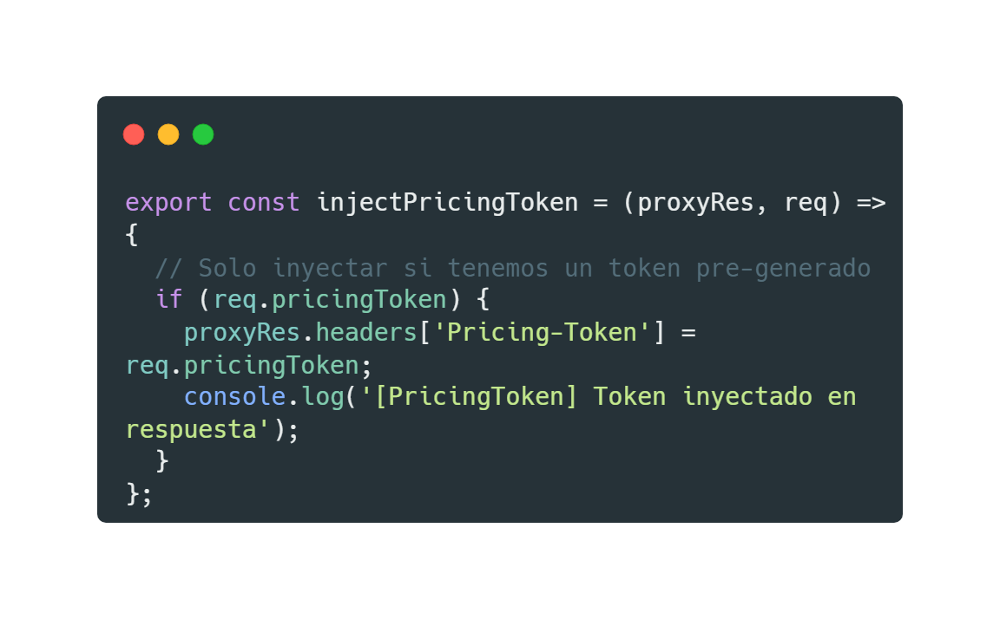 export const injectPricingToken = (proxyRes, req) =>
{
  // Solo inyectar si tenemos un token pre-generado
  if (req.pricingToken) {
    proxyRes.headers['Pricing-Token'] =
req.pricingToken;
    console.log('[PricingToken] Token inyectado en
respuesta');
  }
};